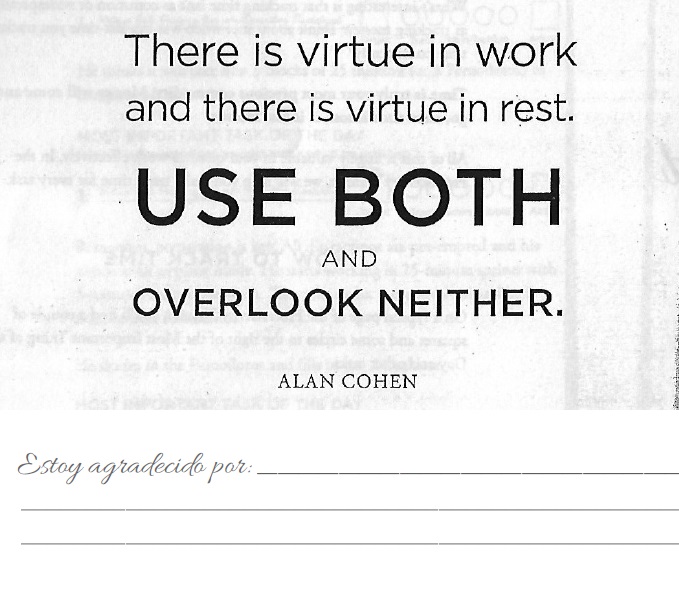 There is virtue in work
and there is virtue in rest.
USE BOTH
AND
OVERLOOK NEITHER.
ALAN COHEN
Estoy agradecido por: